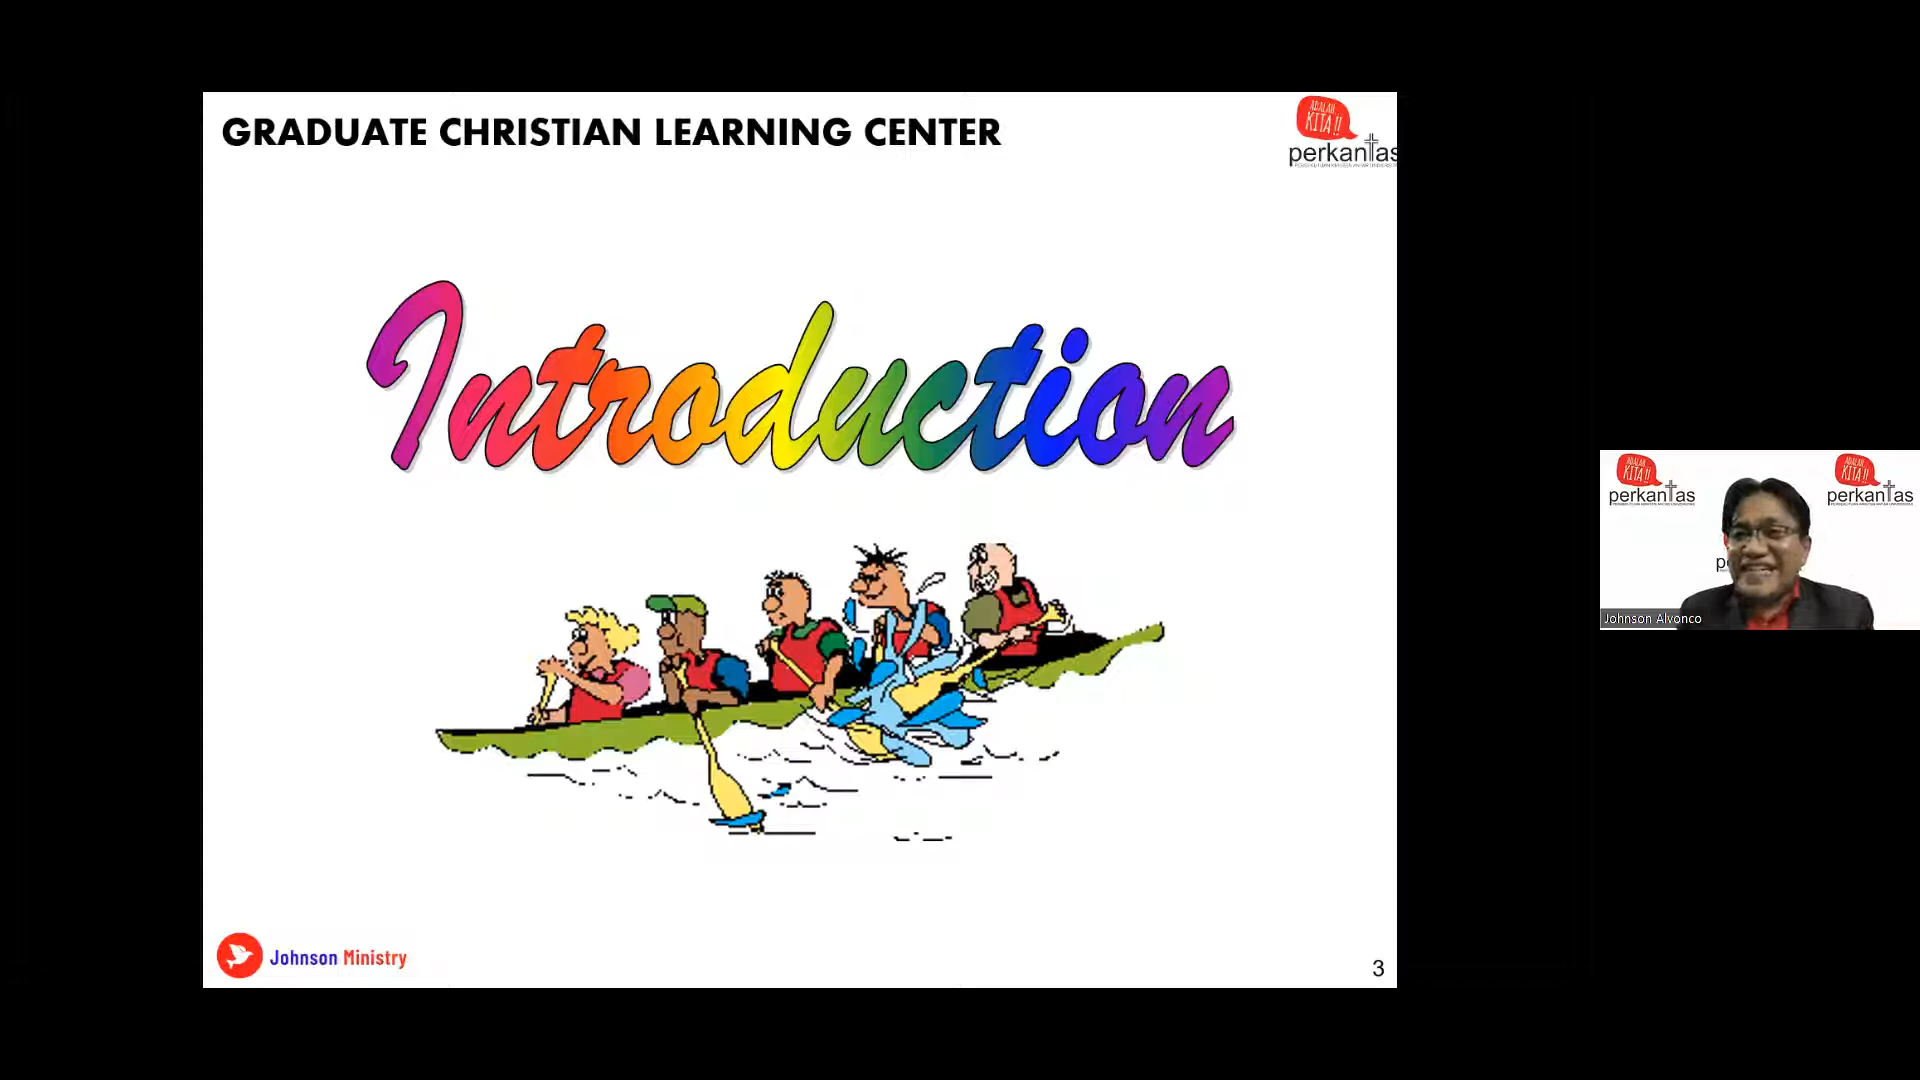 GRADUATE CHRISTIAN LEARNING CENTER
ADALAH
KITA!!
perkantas
Introduction
Johnson Ministry
3
ADALAH
KITA!!
perkantas
ADALAH
KITA!!
perkantas
Johnson Alvonco